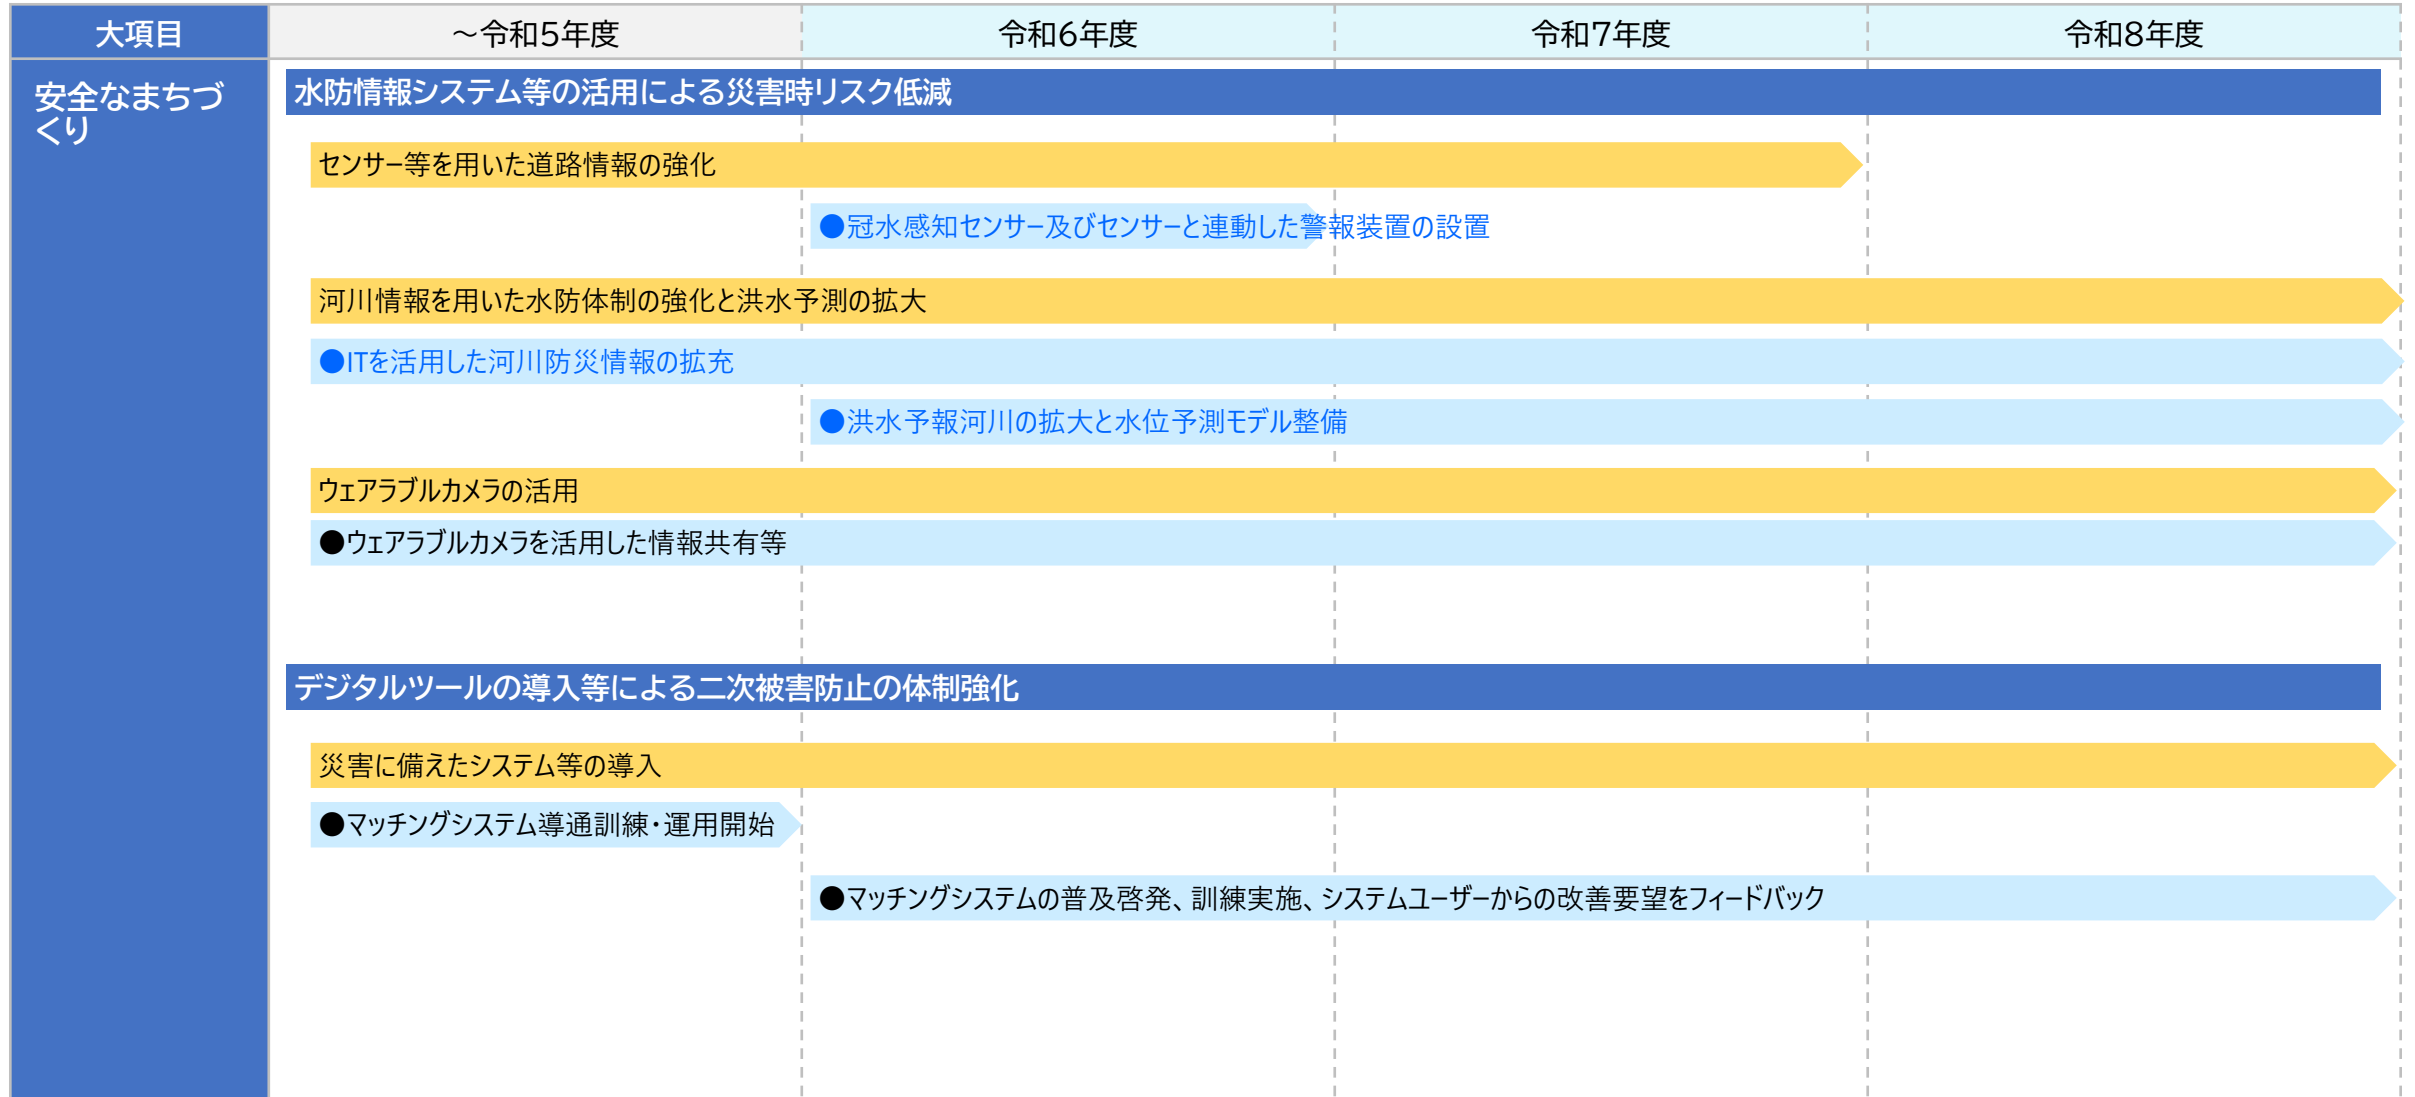 大項目
～令和5年度
令和6年度
令和7年度
令和8年度
安全なまちづ
くり
水防情報システム等の活用による災害時リスク低減
センサー等を用いた道路情報の強化
●冠水感知センサー及びセンサーと連動した警報装置の設置
河川情報を用いた水防体制の強化と洪水予測の拡大
●ITを活用した河川防災情報の拡充
●洪水予報河川の拡大と水位予測モデル整備
ウェアラブルカメラの活用
●ウェアラブルカメラを活用した情報共有等
デジタルツールの導入等による二次被害防止の体制強化
災害に備えたシステム等の導入
●マッチングシステム導通訓練・運用開始
●マッチングシステムの普及啓発、訓練実施、システムユーザーからの改善要望をフィードバック